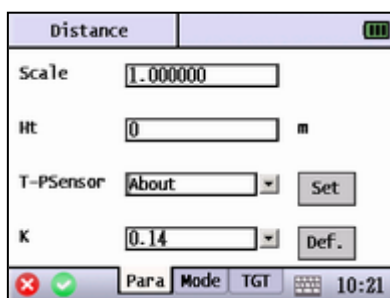 Distance
Scale 1.000000
Ht 0 m
T-PSensor About Set
K 0.14 Def.
Para Mode TGT 10:21